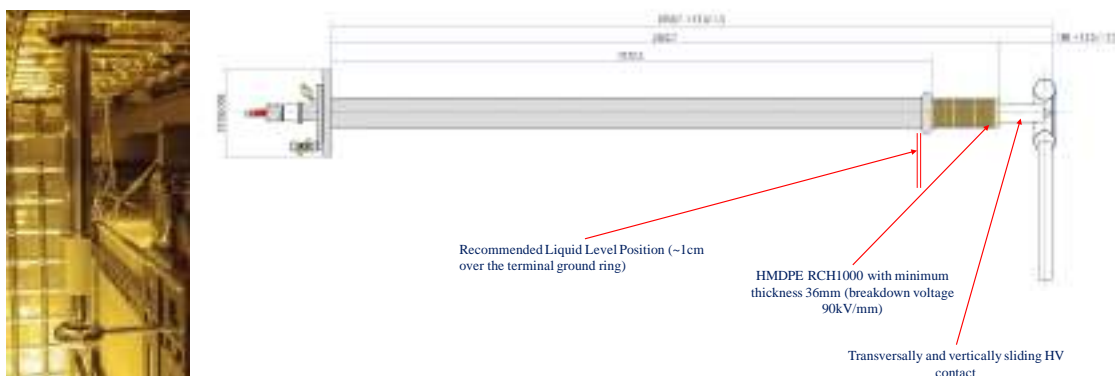 Recommended Liquid Level Position (~1cm
over the terminal ground ring)
HMDPE RCH1000 with minimum
thickness 36mm (breakdown voltage
90kV/mm)
Transversally and vertically sliding HV
contact